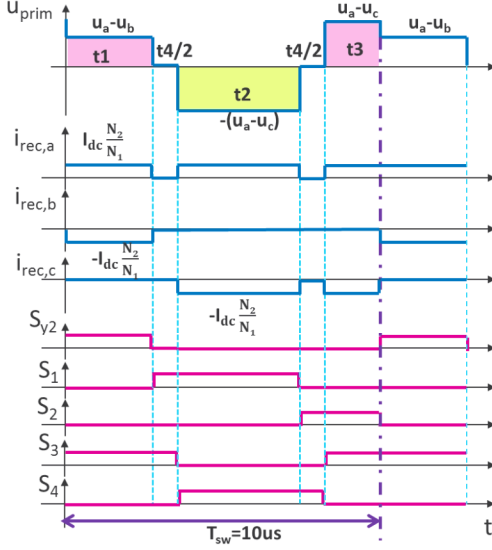 u_prim
u_a-u_b
t4/2
t4/2
u_a-u_c
u_a-u_b
t1
t3
t2
-(u_a-u_c)
i_rec,a
I_dc N_2/N_1
i_rec,b
-I_dc N_2/N_1
i_rec,c
-I_dc N_2/N_1
S_y2
S_1
S_2
S_3
S_4
t
T_sw=10us